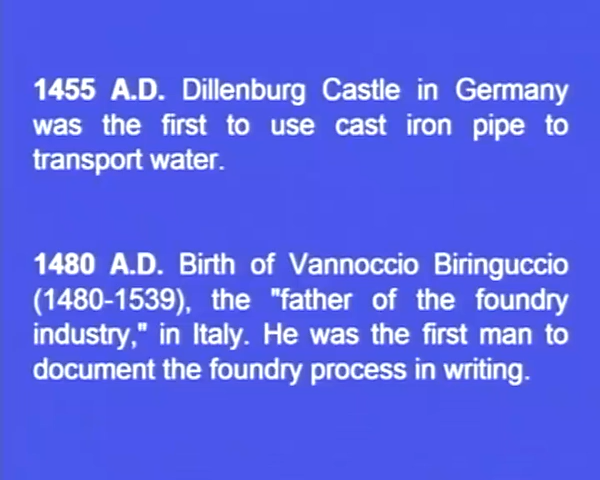 1455 A.D. Dillenburg Castle in Germany
was the first to use cast iron pipe to
transport water.
1480 A.D. Birth of Vannoccio Biringuccio
(1480-1539), the "father of the foundry
industry," in Italy. He was the first man to
document the foundry process in writing.